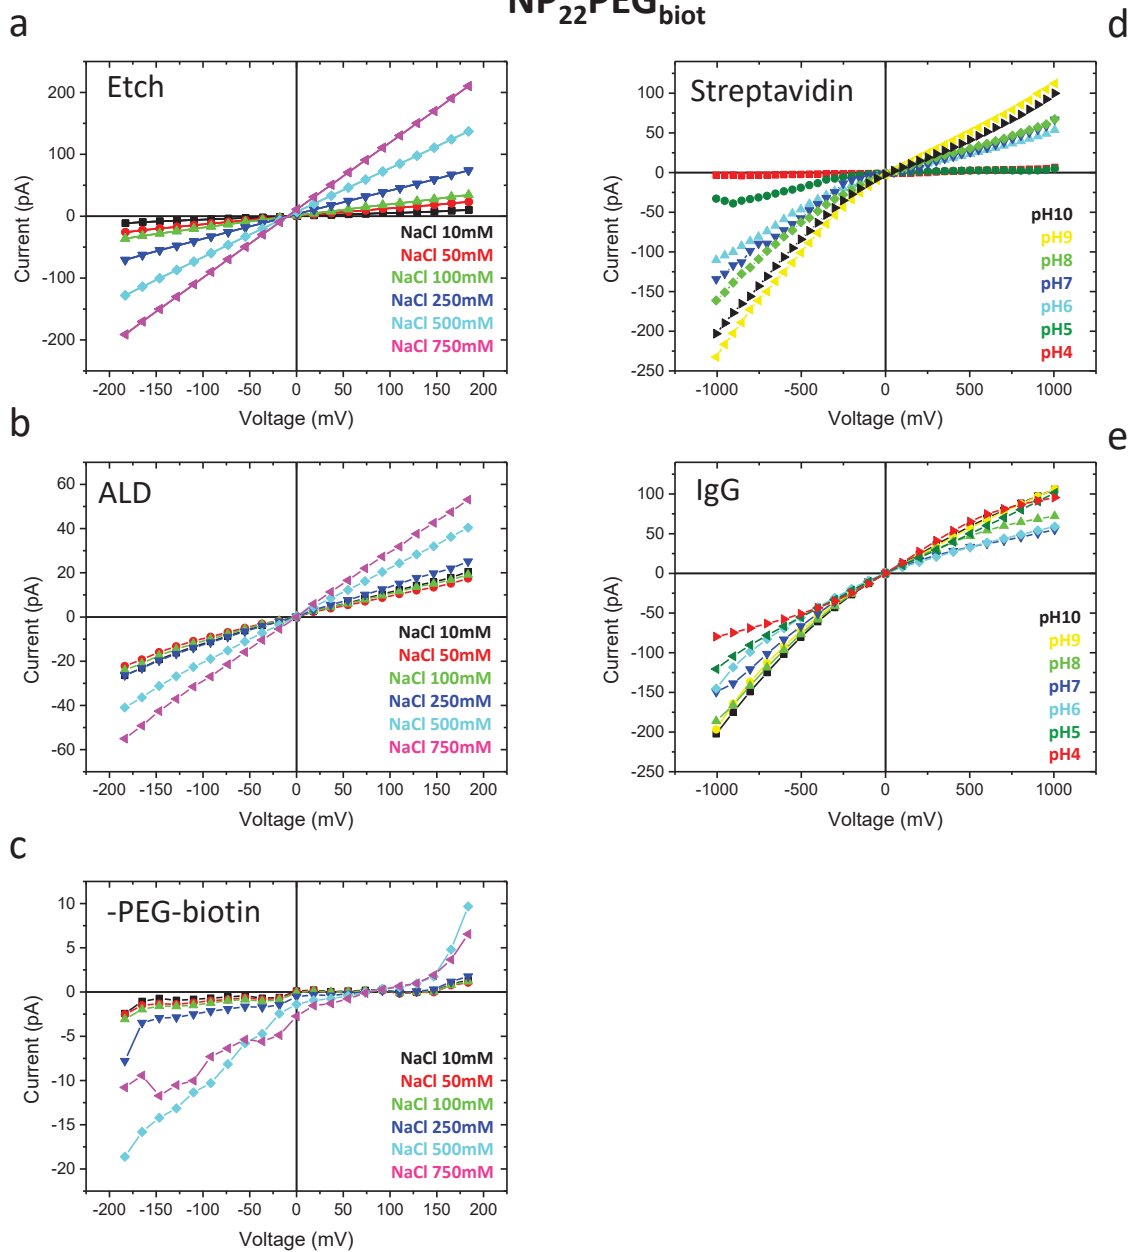 NP22PEGbiot
a
Etch
200
100
0
-100
-200
Current (pA)
NaCl 10mM
NaCl 50mM
NaCl 100mM
NaCl 250mM
NaCl 500mM
NaCl 750mM
-200 -150 -100 -50 0 50 100 150 200
Voltage (mV)
b
ALD
60
40
20
0
-20
-40
-60
Current (pA)
NaCl 10mM
NaCl 50mM
NaCl 100mM
NaCl 250mM
NaCl 500mM
NaCl 750mM
-200 -150 -100 -50 0 50 100 150 200
Voltage (mV)
c
-PEG-biotin
10
5
0
-5
-10
-15
-20
Current (pA)
NaCl 10mM
NaCl 50mM
NaCl 100mM
NaCl 250mM
NaCl 500mM
NaCl 750mM
-200 -150 -100 -50 0 50 100 150 200
Voltage (mV)
d
Streptavidin
100
50
0
-50
-100
-150
-200
-250
Current (pA)
pH10
pH9
pH8
pH7
pH6
pH5
pH4
-1000 -500 0 500 1000
Voltage (mV)
e
IgG
100
50
0
-50
-100
-150
-200
-250
Current (pA)
pH10
pH9
pH8
pH7
pH6
pH5
pH4
-1000 -500 0 500 1000
Voltage (mV)